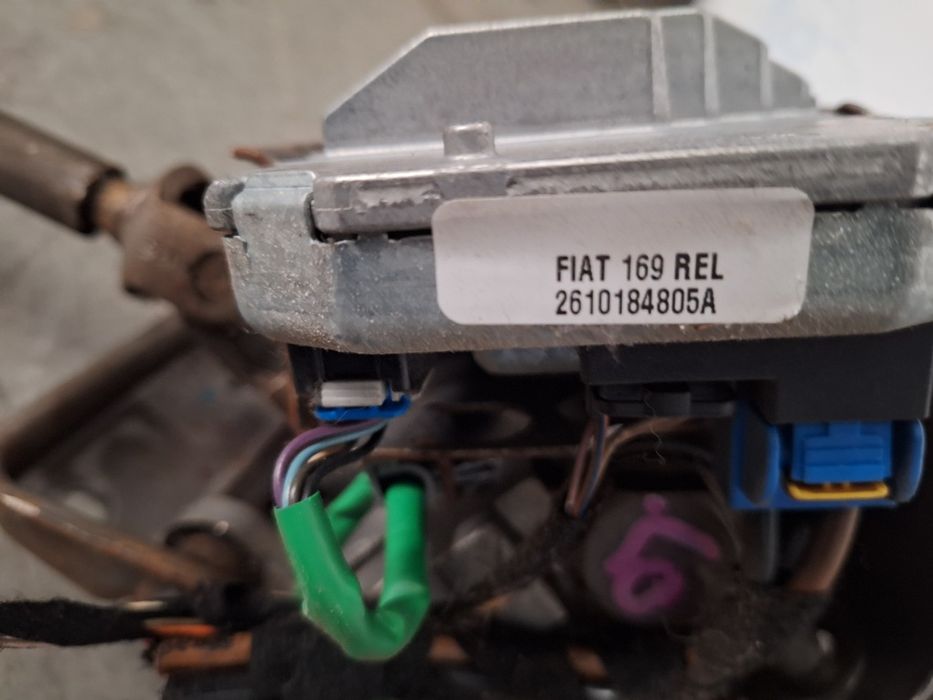 FIAT 169 REL
2610184805A